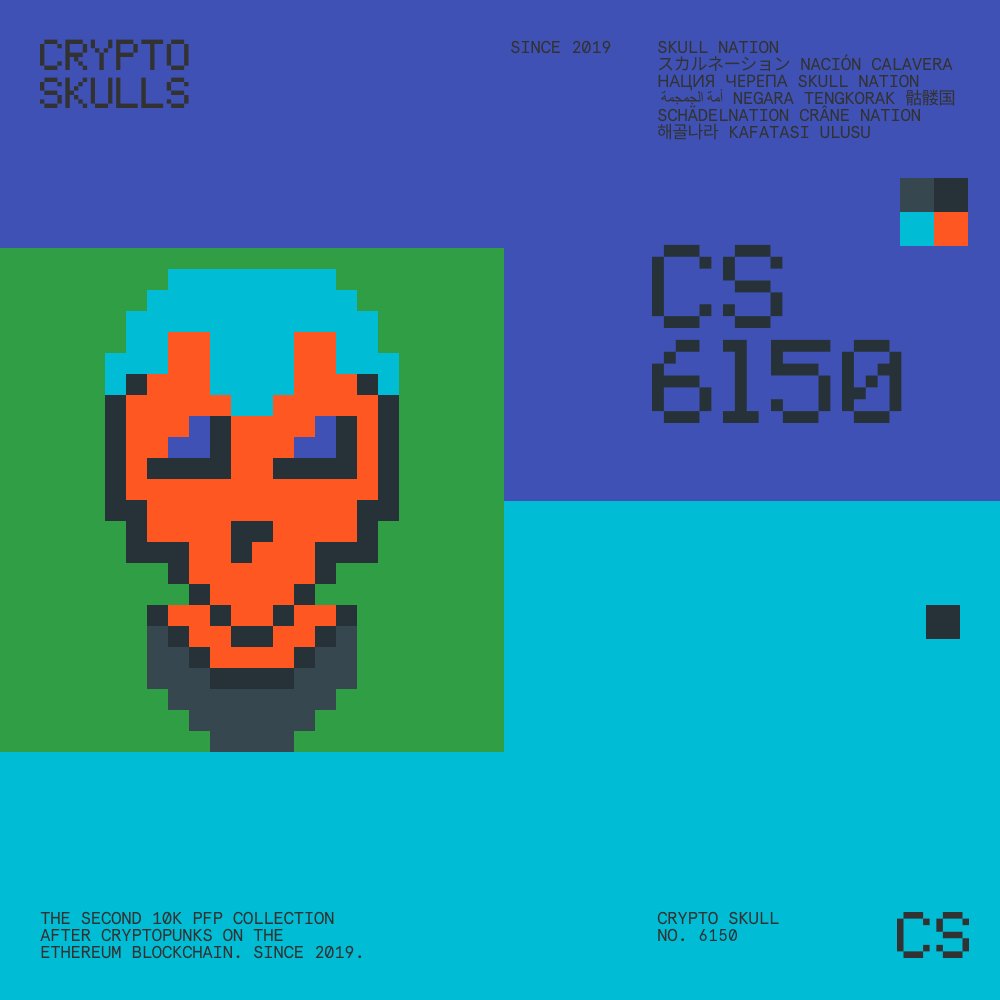 CRYPTO
SKULLS
SINCE 2019
SKULL NATION
スカルネーション NACIÓN CALAVERA
НАЦИЯ ЧЕРЕПА SKULL NATION
أمة الجمجمة NEGARA TENGKORAK 骷髅国
SCHÄDELNATION CRÂNE NATION
해골나라 KAFATASI ULUSU
CS
6150
THE SECOND 10K PFP COLLECTION
AFTER CRYPTOPUNKS ON THE
ETHEREUM BLOCKCHAIN. SINCE 2019.
CRYPTO SKULL
NO. 6150
CS